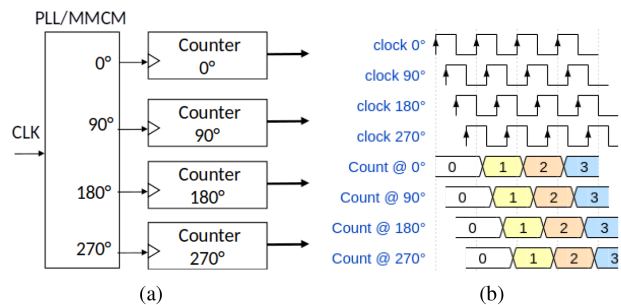 PLL/MMCM
CLK
0°
90°
180°
270°
Counter
0°
Counter
90°
Counter
180°
Counter
270°
(a)
clock 0°
clock 90°
clock 180°
clock 270°
Count @ 0° 0 1 2 3
Count @ 90° 0 1 2 3
Count @ 180° 0 1 2 3
Count @ 270° 0 1 2 3
(b)